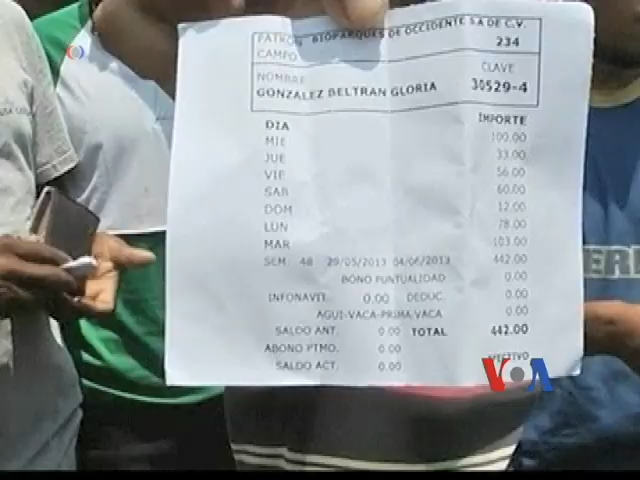 PATRON BIOPARQUES DE OCCIDENTE SA DE C.V.
CAMPO 234
NOMBRE CLAVE
GONZALEZ BELTRAN GLORIA 30529-4
DIA IMPORTE
MIE 100.00
JUE 33.00
VIE 56.00
SAB 60.00
DOM 12.00
LUN 78.00
MAR 103.00
SEM 48 29/05/2013 04/06/2013 442.00
BONO PUNTUALIDAD 0.00
INFONAVIT 0.00 DEDUC. 0.00
AGUI-VACA-PRIMA VACA 0.00
SALDO ANT. 0.00 TOTAL 442.00
ABONO PTMO. 0.00 EFECTIVO
SALDO ACT. 0.00
VOA